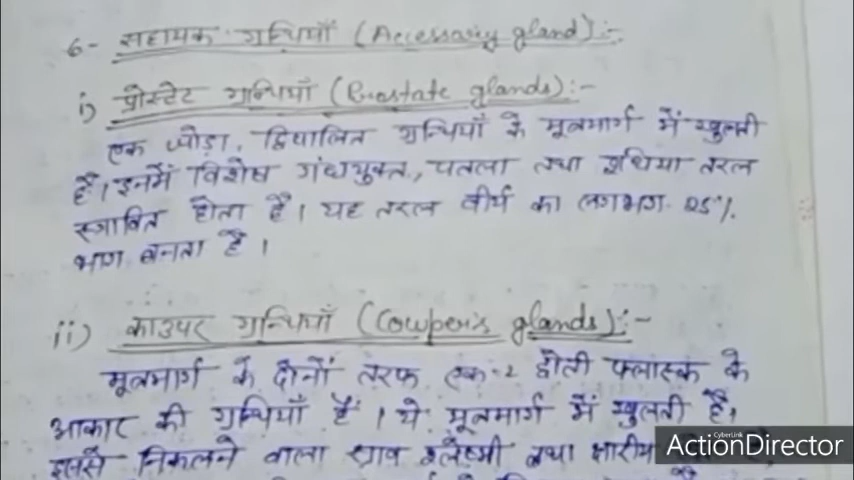 6- सहायक ग्रन्थियाँ (Accessary gland):-
i) प्रोस्टेट ग्रन्थियाँ (Prostate glands):-
एक जोड़ा, द्विपालित ग्रन्थियाँ के मूत्रमार्ग में खुलती
हैं। इनमें विशेष गंधयुक्त, पतला तथा दूधिया तरल
स्त्रावित होता है। यह तरल वीर्य का लगभग 25%
भाग बनता है।
ii) काउपर ग्रन्थियाँ (Cowper's glands):-
मूत्रमार्ग के दोनों तरफ एक-2 छोटी फ्लास्क के
आकार की ग्रन्थियाँ हैं। ये मूत्रमार्ग में खुलती हैं।
इससे निकलने वाला स्राव श्लेष्मी तथा क्षारीय
CyberLink
ActionDirector